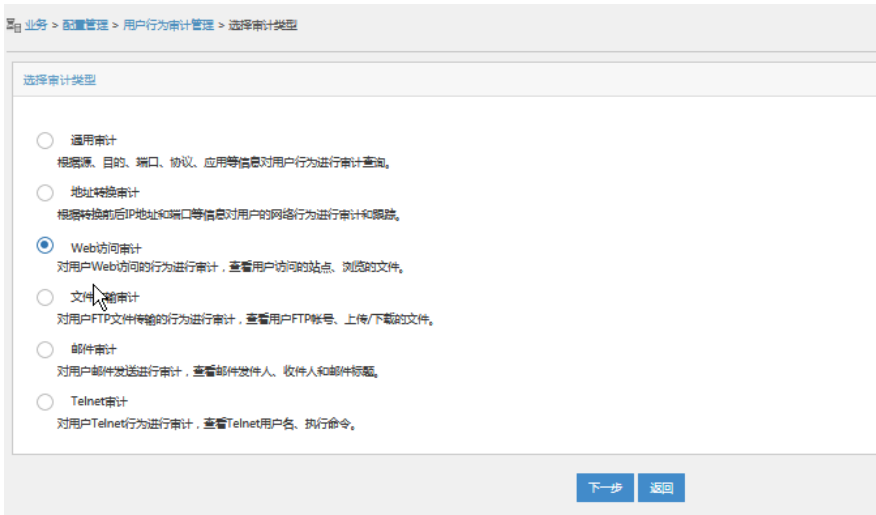 业务 > 配置管理 > 用户行为审计管理 > 选择审计类型
选择审计类型
通用审计
根据源、目的、端口、协议、应用等信息对用户行为进行审计查询。
地址转换审计
根据转换前后IP地址和端口等信息对用户的网络行为进行审计和跟踪。
Web访问审计
对用户Web访问的行为进行审计，查看用户访问的站点、浏览的文件。
文件传输审计
对用户FTP文件传输的行为进行审计，查看用户FTP帐号、上传/下载的文件。
邮件审计
对用户邮件发送进行审计，查看邮件发件人、收件人和邮件标题。
Telnet审计
对用户Telnet行为进行审计，查看Telnet用户名、执行命令。
下一步 返回